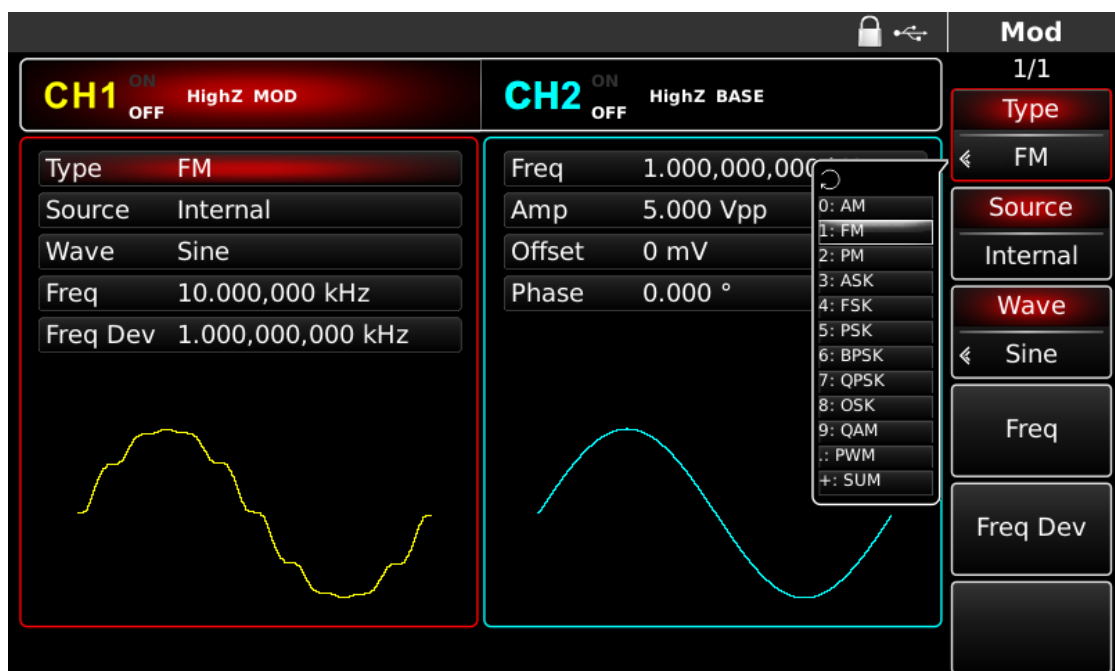 Mod
1/1
CH1 ON OFF HighZ MOD
CH2 ON OFF HighZ BASE
Type FM
Source Internal
Wave Sine
Freq 10.000,000 kHz
Freq Dev 1.000,000,000 kHz
Freq 1.000,000,000
Amp 5.000 Vpp
Offset 0 mV
Phase 0.000 °
0: AM
1: FM
2: PM
3: ASK
4: FSK
5: PSK
6: BPSK
7: QPSK
8: OSK
9: QAM
.: PWM
+: SUM
Type
FM
Source
Internal
Wave
Sine
Freq
Freq Dev